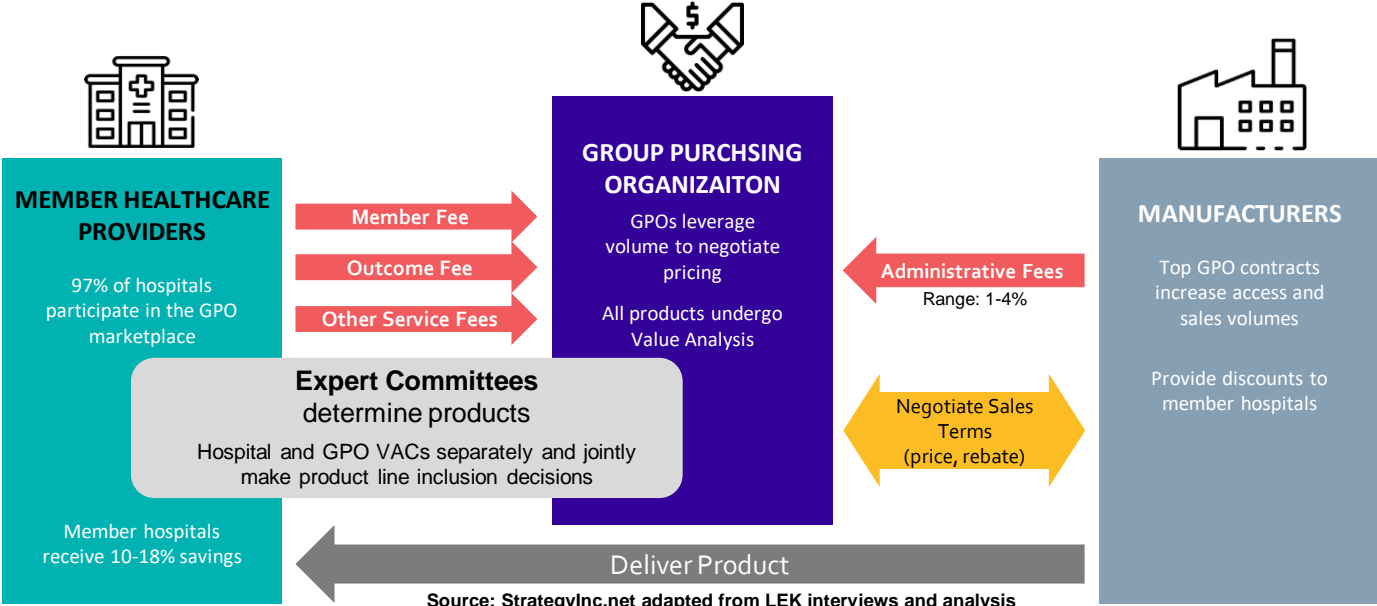 $
MEMBER HEALTHCARE
PROVIDERS
97% of hospitals
participate in the GPO
marketplace
Member Fee
Outcome Fee
Other Service Fees
GROUP PURCHSING
ORGANIZAITON
GPOs leverage
volume to negotiate
pricing
All products undergo
Value Analysis
Administrative Fees
Range: 1-4%
MANUFACTURERS
Top GPO contracts
increase access and
sales volumes
Provide discounts to
member hospitals
Expert Committees
determine products
Hospital and GPO VACs separately and jointly
make product line inclusion decisions
Negotiate Sales
Terms
(price, rebate)
Member hospitals
receive 10-18% savings
Deliver Product
Source: StrategyInc.net adapted from LEK interviews and analysis